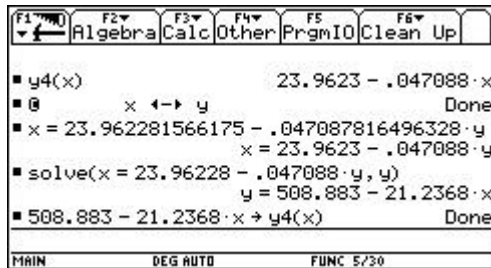 F1 F2 F3 F4 F5 F6
Algebra Calc Other PrgmIO Clean Up
▪ y4(x) 23.9623 - .047088·x
▪ © x ↔ y Done
▪ x = 23.962281566175 - .047087816496328·y
x = 23.9623 - .047088·y
▪ solve(x = 23.96228 - .047088·y, y)
y = 508.883 - 21.2368·x
▪ 508.883 - 21.2368·x → y4(x) Done
MAIN DEG AUTO FUNC 5/30